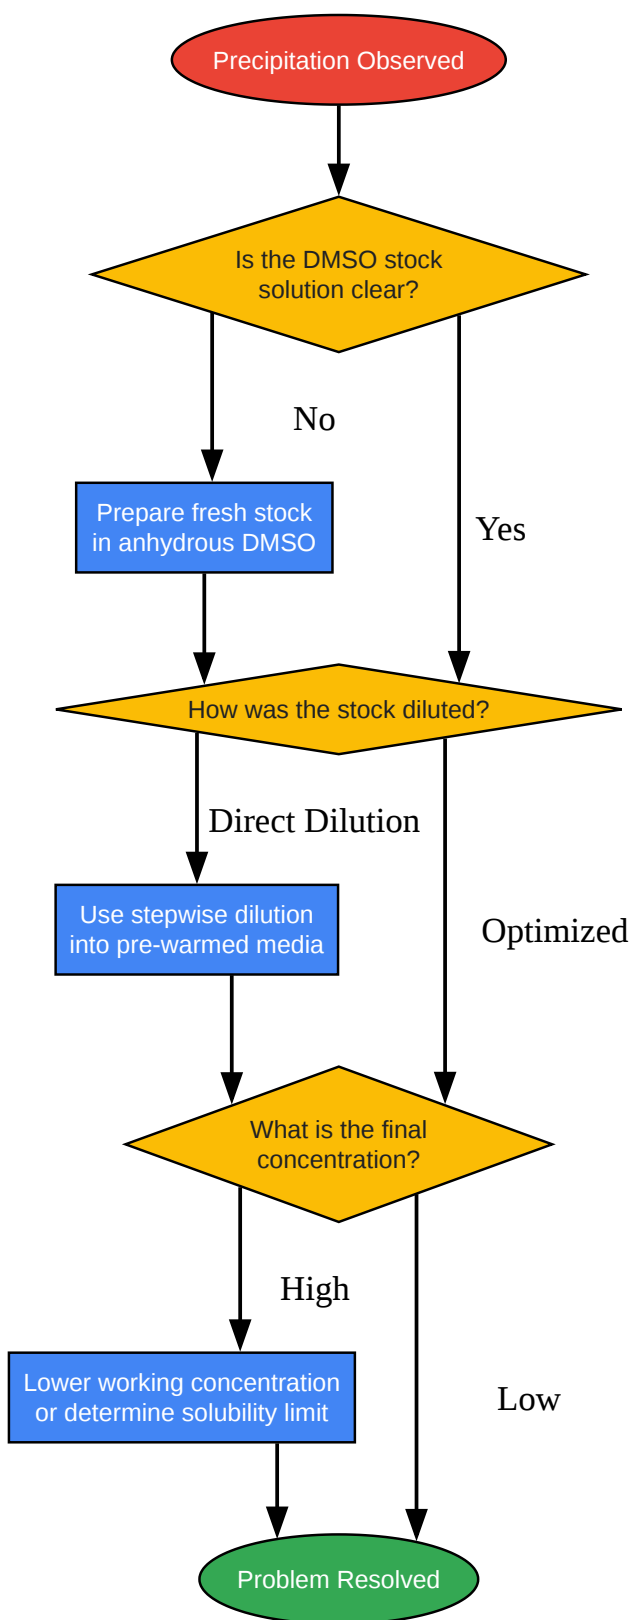 Precipitation Observed
Is the DMSO stock
solution clear?
No
Prepare fresh stock
in anhydrous DMSO
Yes
How was the stock diluted?
Direct Dilution
Use stepwise dilution
into pre-warmed media
Optimized
What is the final
concentration?
High
Lower working concentration
or determine solubility limit
Low
Problem Resolved